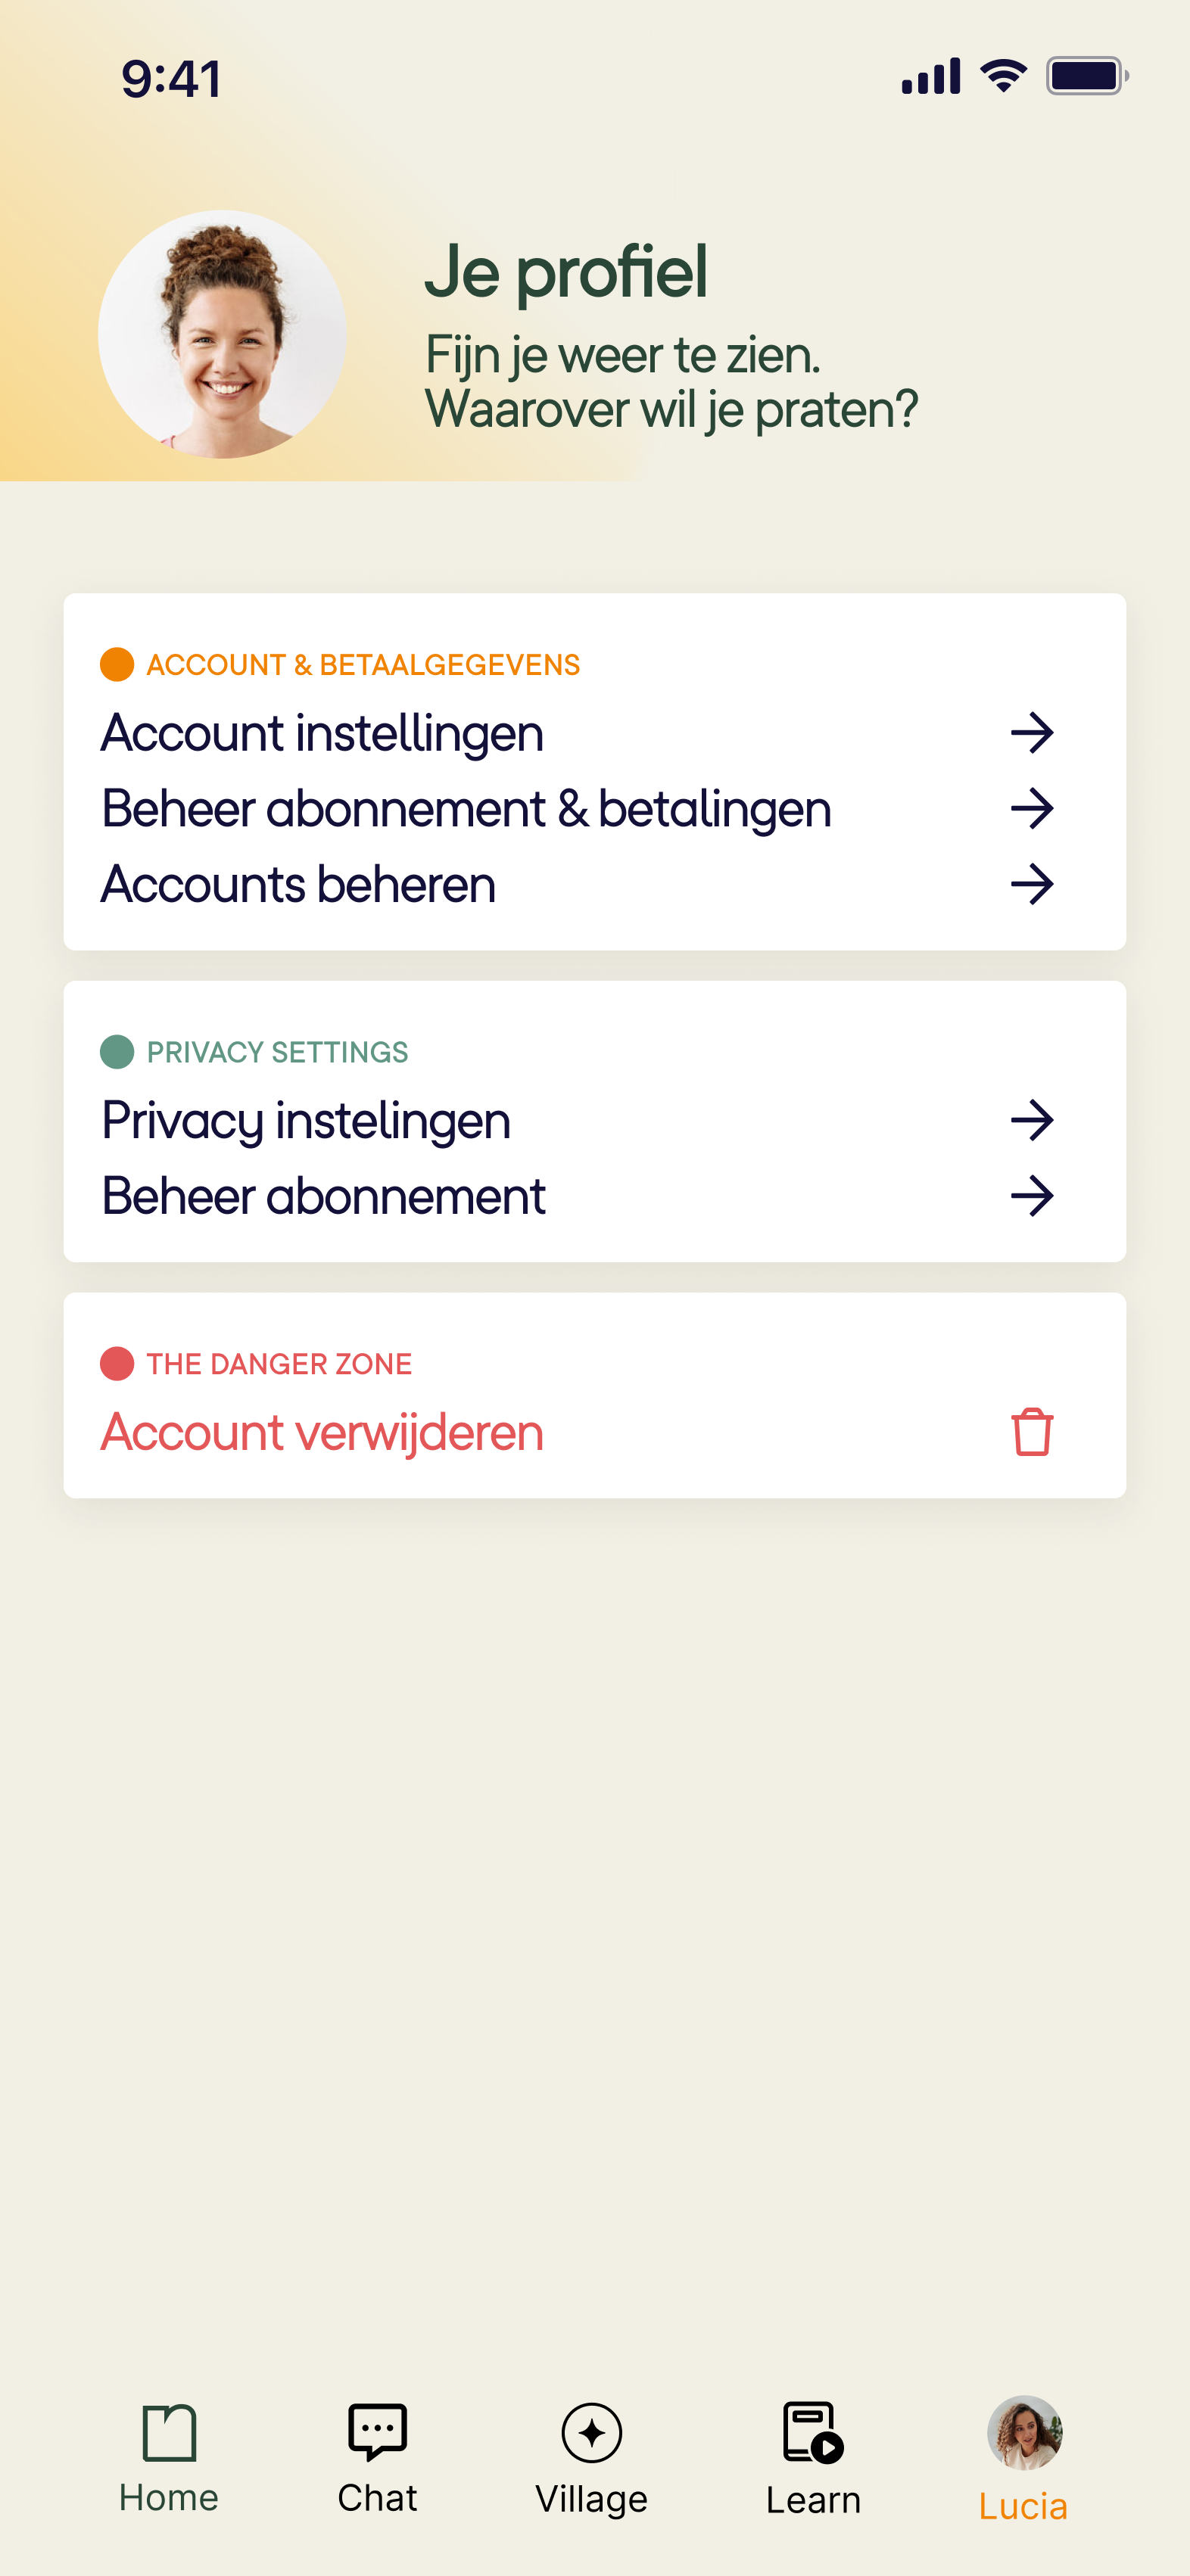 9:41
Je profiel
Fijn je weer te zien.
Waarover wil je praten?
ACCOUNT & BETAALGEGEVENS
Account instellingen
Beheer abonnement & betalingen
Accounts beheren
PRIVACY SETTINGS
Privacy instelingen
Beheer abonnement
THE DANGER ZONE
Account verwijderen
Home
Chat
Village
Learn
Lucia